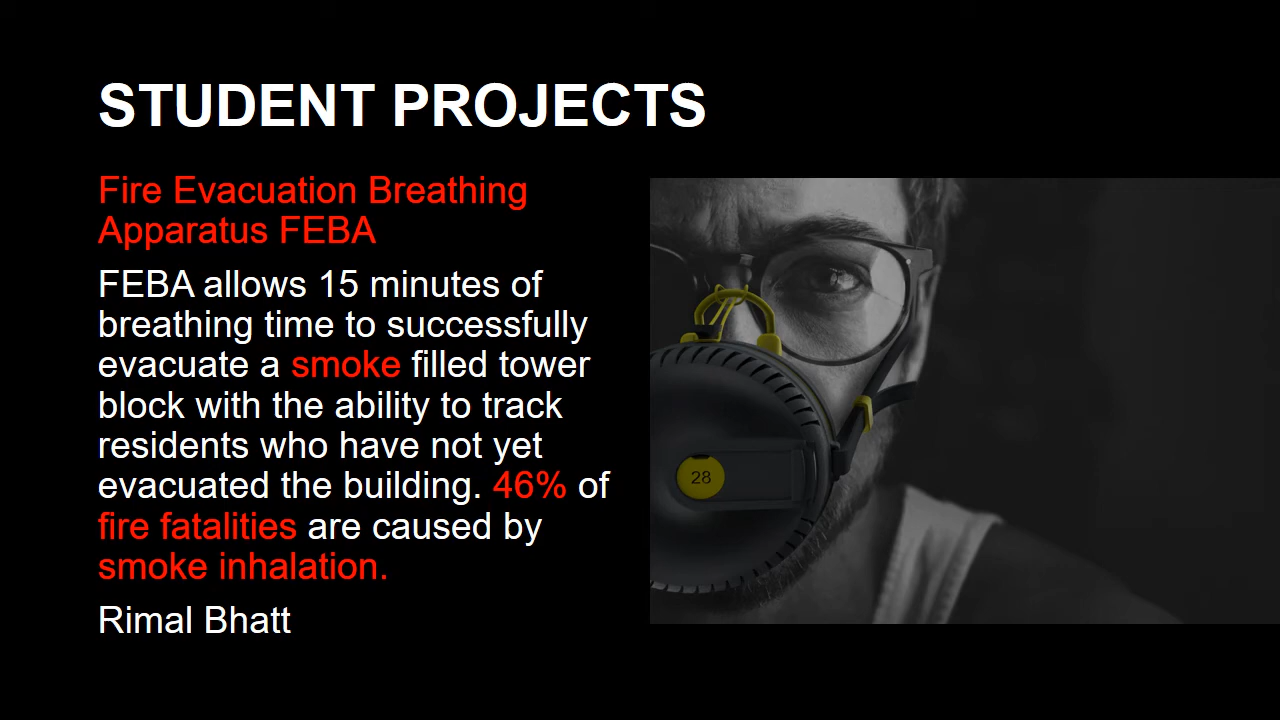 STUDENT PROJECTS
Fire Evacuation Breathing
Apparatus FEBA
FEBA allows 15 minutes of
breathing time to successfully
evacuate a smoke filled tower
block with the ability to track
residents who have not yet
evacuated the building. 46% of
fire fatalities are caused by
smoke inhalation.
Rimal Bhatt
28